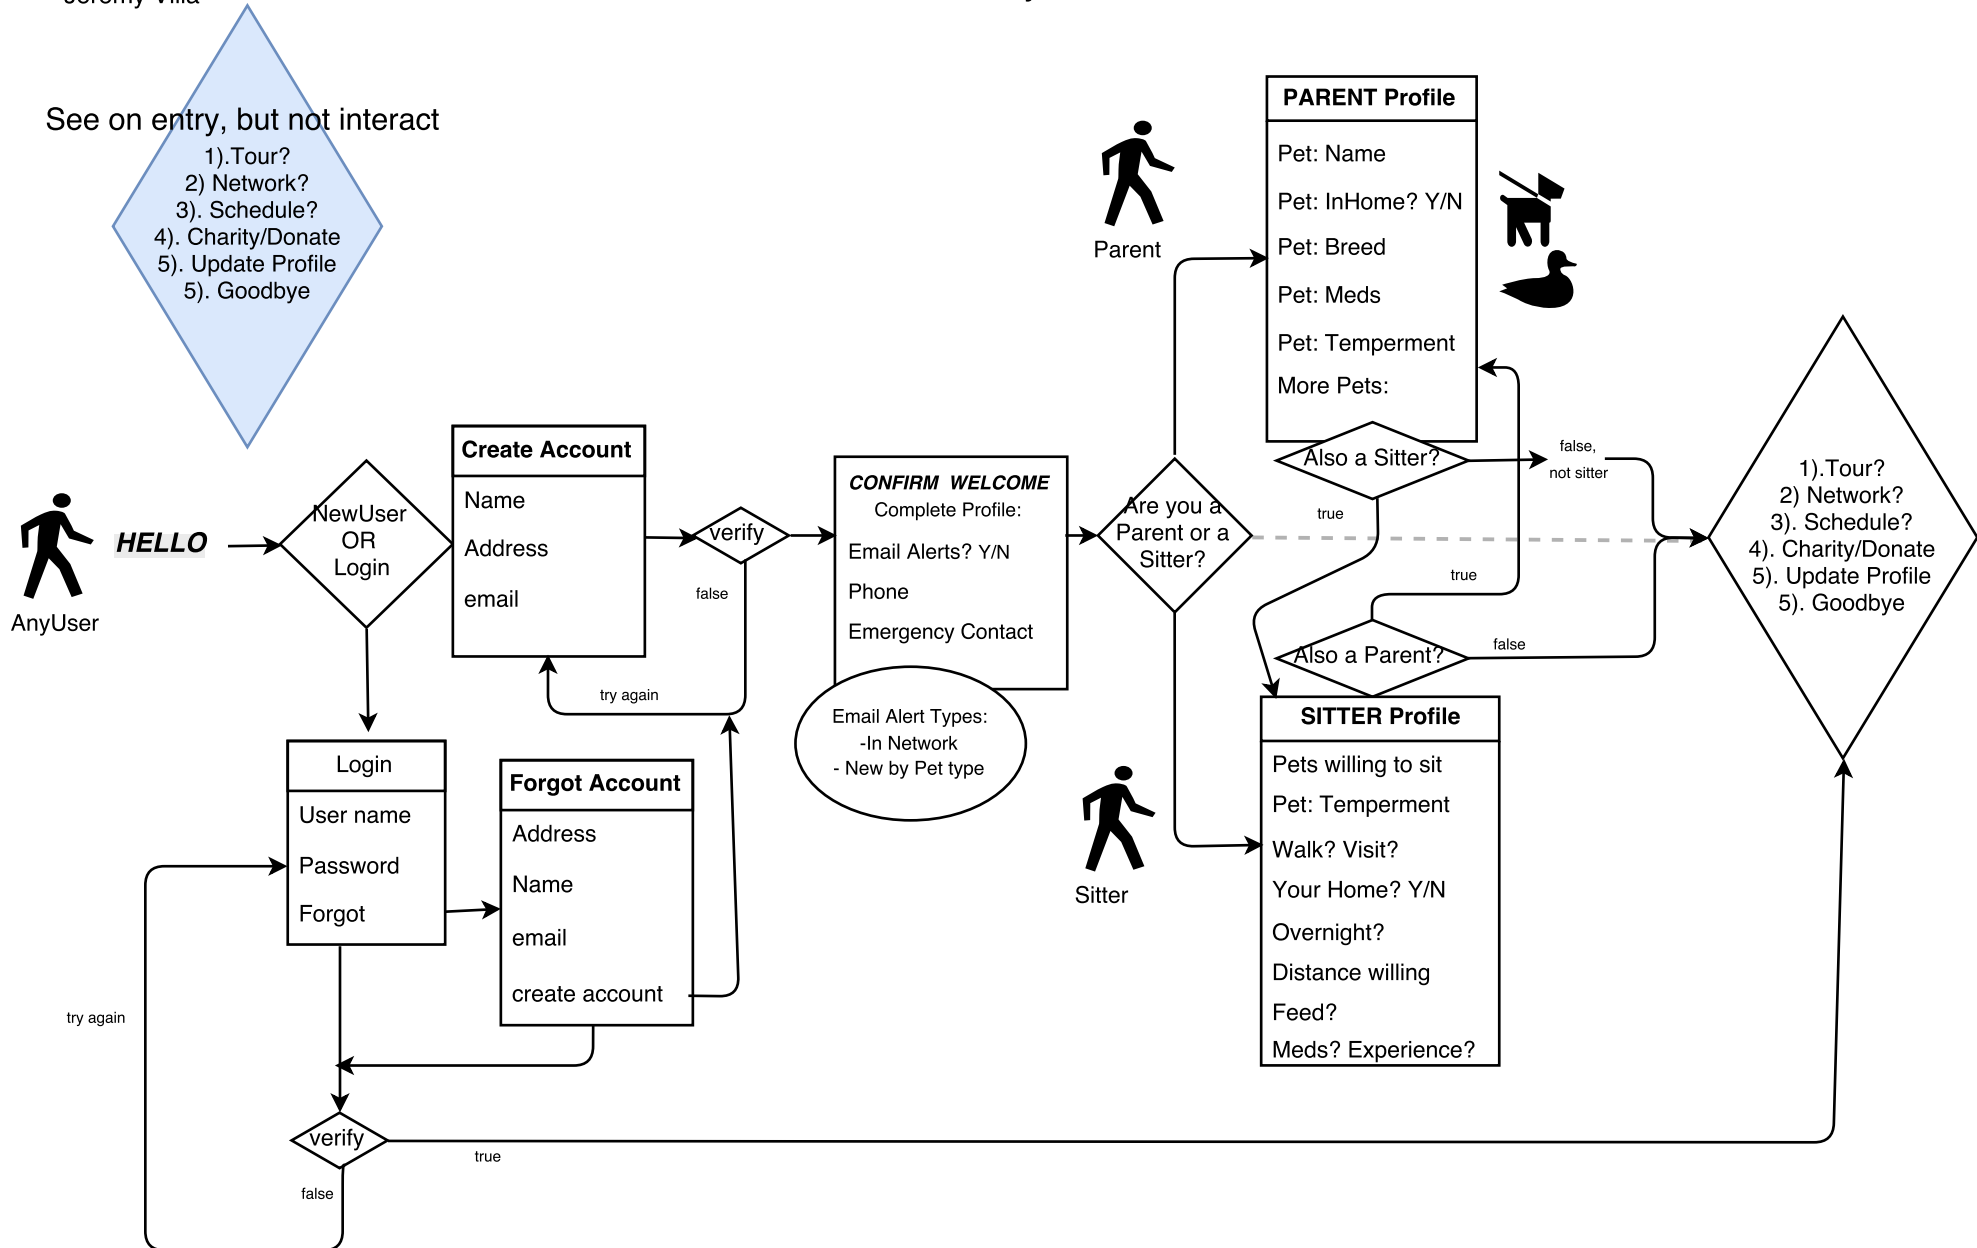 See on entry, but not interact
1).Tour?
2) Network?
3). Schedule?
4). Charity/Donate
5). Update Profile
5). Goodbye
AnyUser
HELLO
NewUser
OR
Login
Create Account
Name
Address
email
verify
false
try again
Login
User name
Password
Forgot
Forgot Account
Address
Name
email
create account
try again
verify
true
false
CONFIRM WELCOME
Complete Profile:
Email Alerts? Y/N
Phone
Emergency Contact
Email Alert Types:
-In Network
- New by Pet type
Are you a
Parent or a
Sitter?
Parent
PARENT Profile
Pet: Name
Pet: InHome? Y/N
Pet: Breed
Pet: Meds
Pet: Temperment
More Pets:
Also a Sitter?
false,
not sitter
true
true
Also a Parent?
false
Sitter
SITTER Profile
Pets willing to sit
Pet: Temperment
Walk? Visit?
Your Home? Y/N
Overnight?
Distance willing
Feed?
Meds? Experience?
1).Tour?
2) Network?
3). Schedule?
4). Charity/Donate
5). Update Profile
5). Goodbye